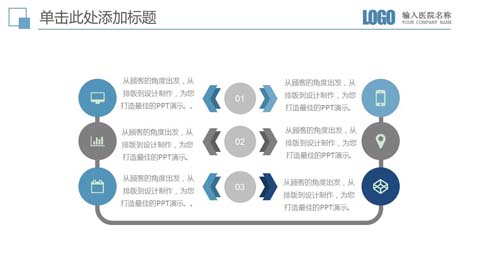 单击此处添加标题
LOGO 输入医院名称
YOUR COMPANY NAME
从顾客的角度出发，从
排版到设计制作，为您
打造最佳的PPT演示。。
01
从顾客的角度出发，从
排版到设计制作，为您
打造最佳的PPT演示。
从顾客的角度出发，从
排版到设计制作，为您
打造最佳的PPT演示。
02
从顾客的角度出发，从
排版到设计制作，为您
打造最佳的PPT演示。
从顾客的角度出发，从
排版到设计制作，为您
打造最佳的PPT演示。。
03
从顾客的角度出发，从
排版到设计制作，为您
打造最佳的PPT演示。。